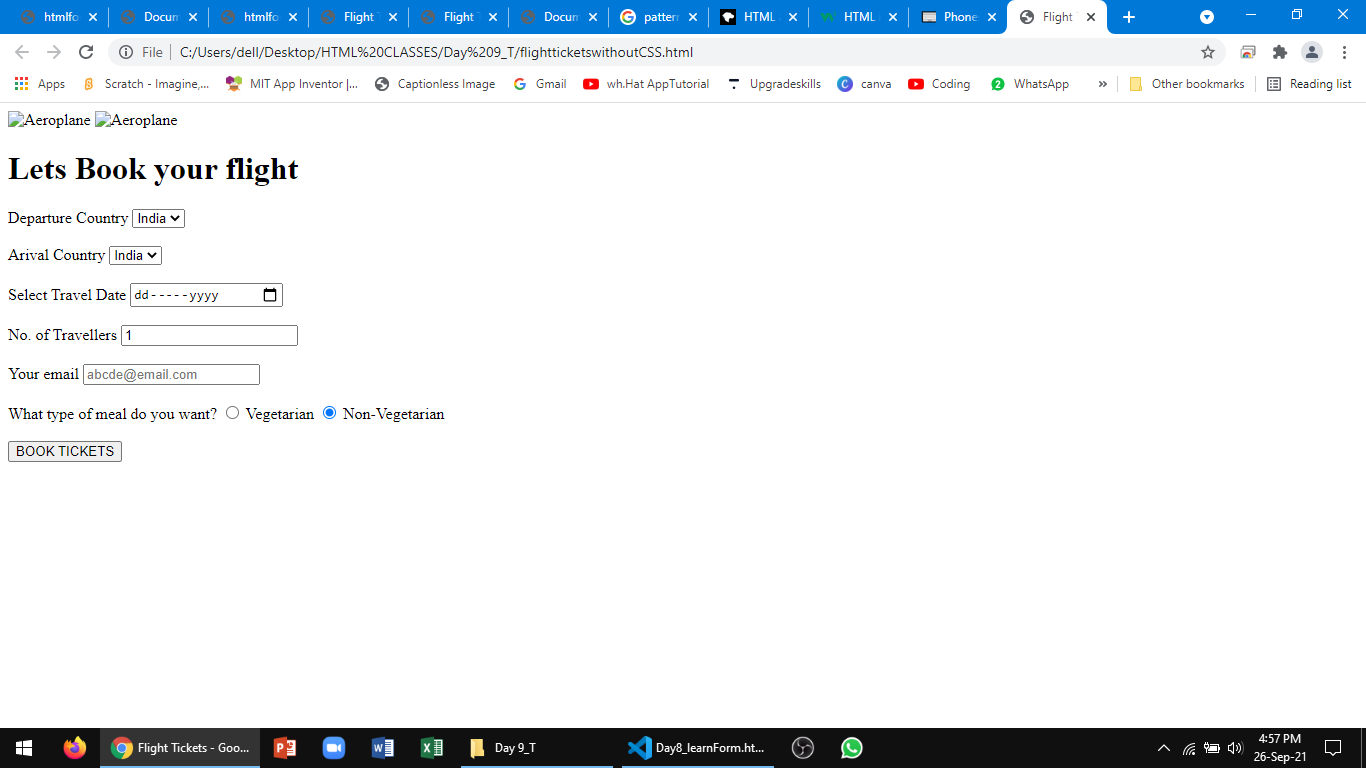 htmlfo Docum htmlfo Flight Flight Docum pattern HTML HTML Phone Flight
File C:/Users/dell/Desktop/HTML%20CLASSES/Day%209_T/flightticketswithoutCSS.html
Apps Scratch - Imagine,... MIT App Inventor |... Captionless Image Gmail wh.Hat AppTutorial Upgradeskills canva Coding 2 WhatsApp » Other bookmarks Reading list
Aeroplane Aeroplane
Lets Book your flight
Departure Country India
Arival Country India
Select Travel Date dd-----yyyy
No. of Travellers 1
Your email abcde@email.com
What type of meal do you want? Vegetarian Non-Vegetarian
BOOK TICKETS
Flight Tickets - Goo... Day 9_T Day8_learnForm.ht... 4:57 PM
26-Sep-21